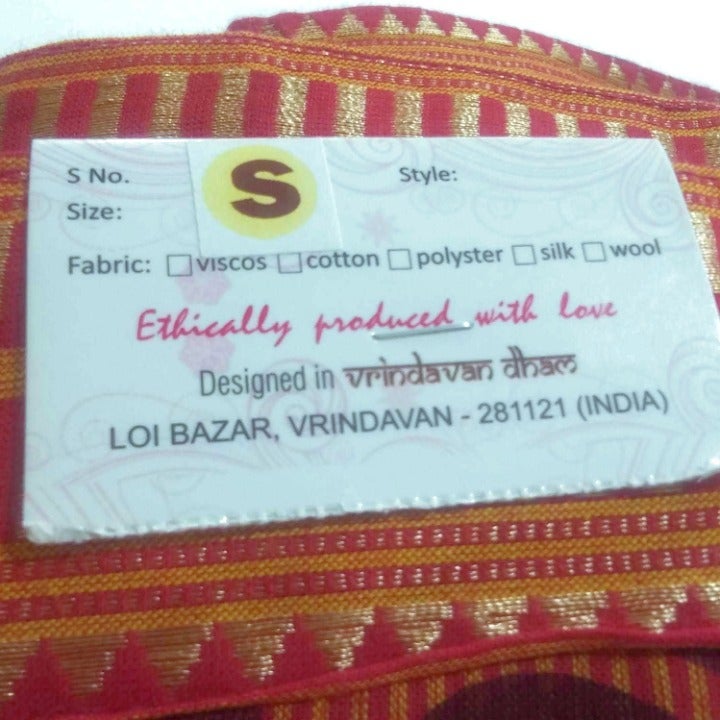 S No. Style:
Size: S
Fabric: viscos cotton polyster silk wool
Ethically produced with love
Designed in vrindavan dham
LOI BAZAR, VRINDAVAN - 281121 (INDIA)